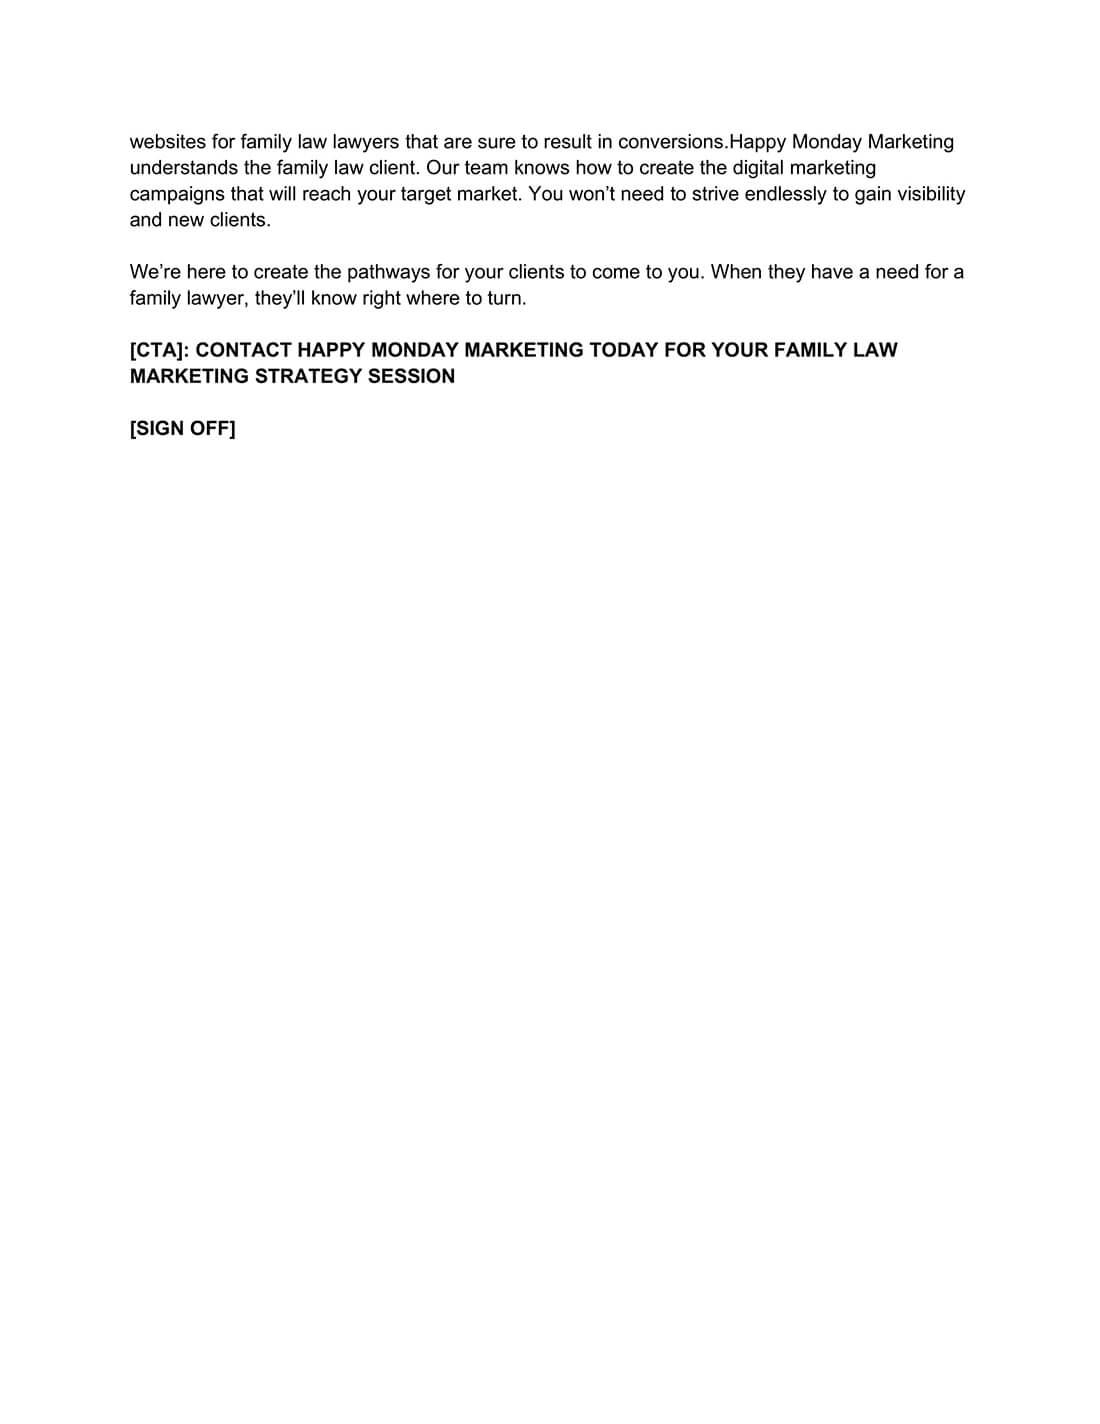 websites for family law lawyers that are sure to result in conversions.Happy Monday Marketing
understands the family law client. Our team knows how to create the digital marketing
campaigns that will reach your target market. You won’t need to strive endlessly to gain visibility
and new clients.
We’re here to create the pathways for your clients to come to you. When they have a need for a
family lawyer, they’ll know right where to turn.
[CTA]: CONTACT HAPPY MONDAY MARKETING TODAY FOR YOUR FAMILY LAW
MARKETING STRATEGY SESSION
[SIGN OFF]